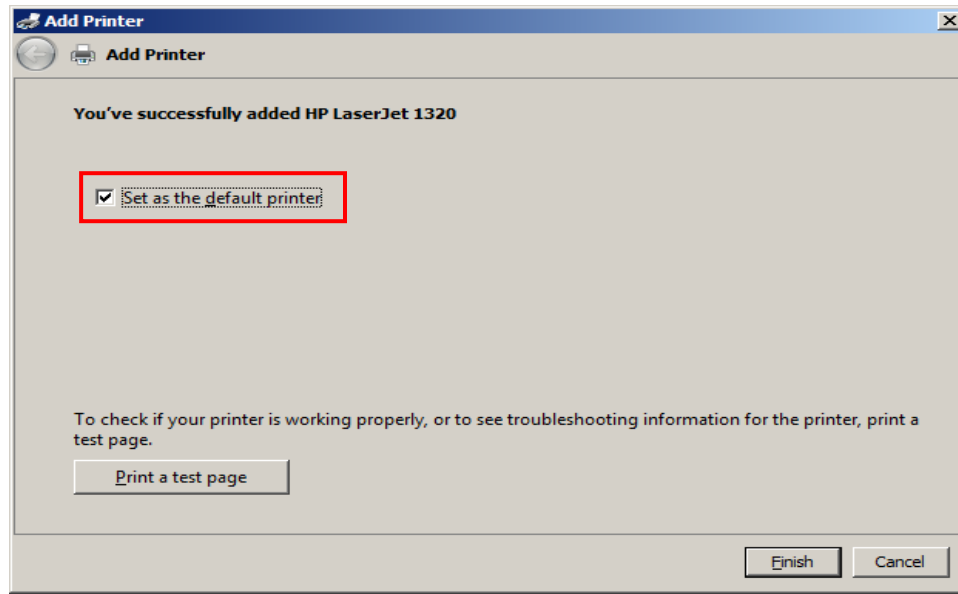 Add Printer
Add Printer
You've successfully added HP LaserJet 1320
Set as the default printer
To check if your printer is working properly, or to see troubleshooting information for the printer, print a
test page.
Print a test page
Finish Cancel